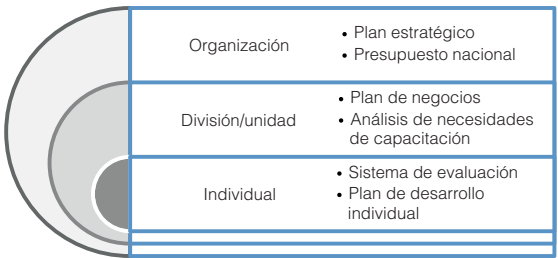 Organización
• Plan estratégico
• Presupuesto nacional
División/unidad
• Plan de negocios
• Análisis de necesidades
de capacitación
Individual
• Sistema de evaluación
• Plan de desarrollo
individual